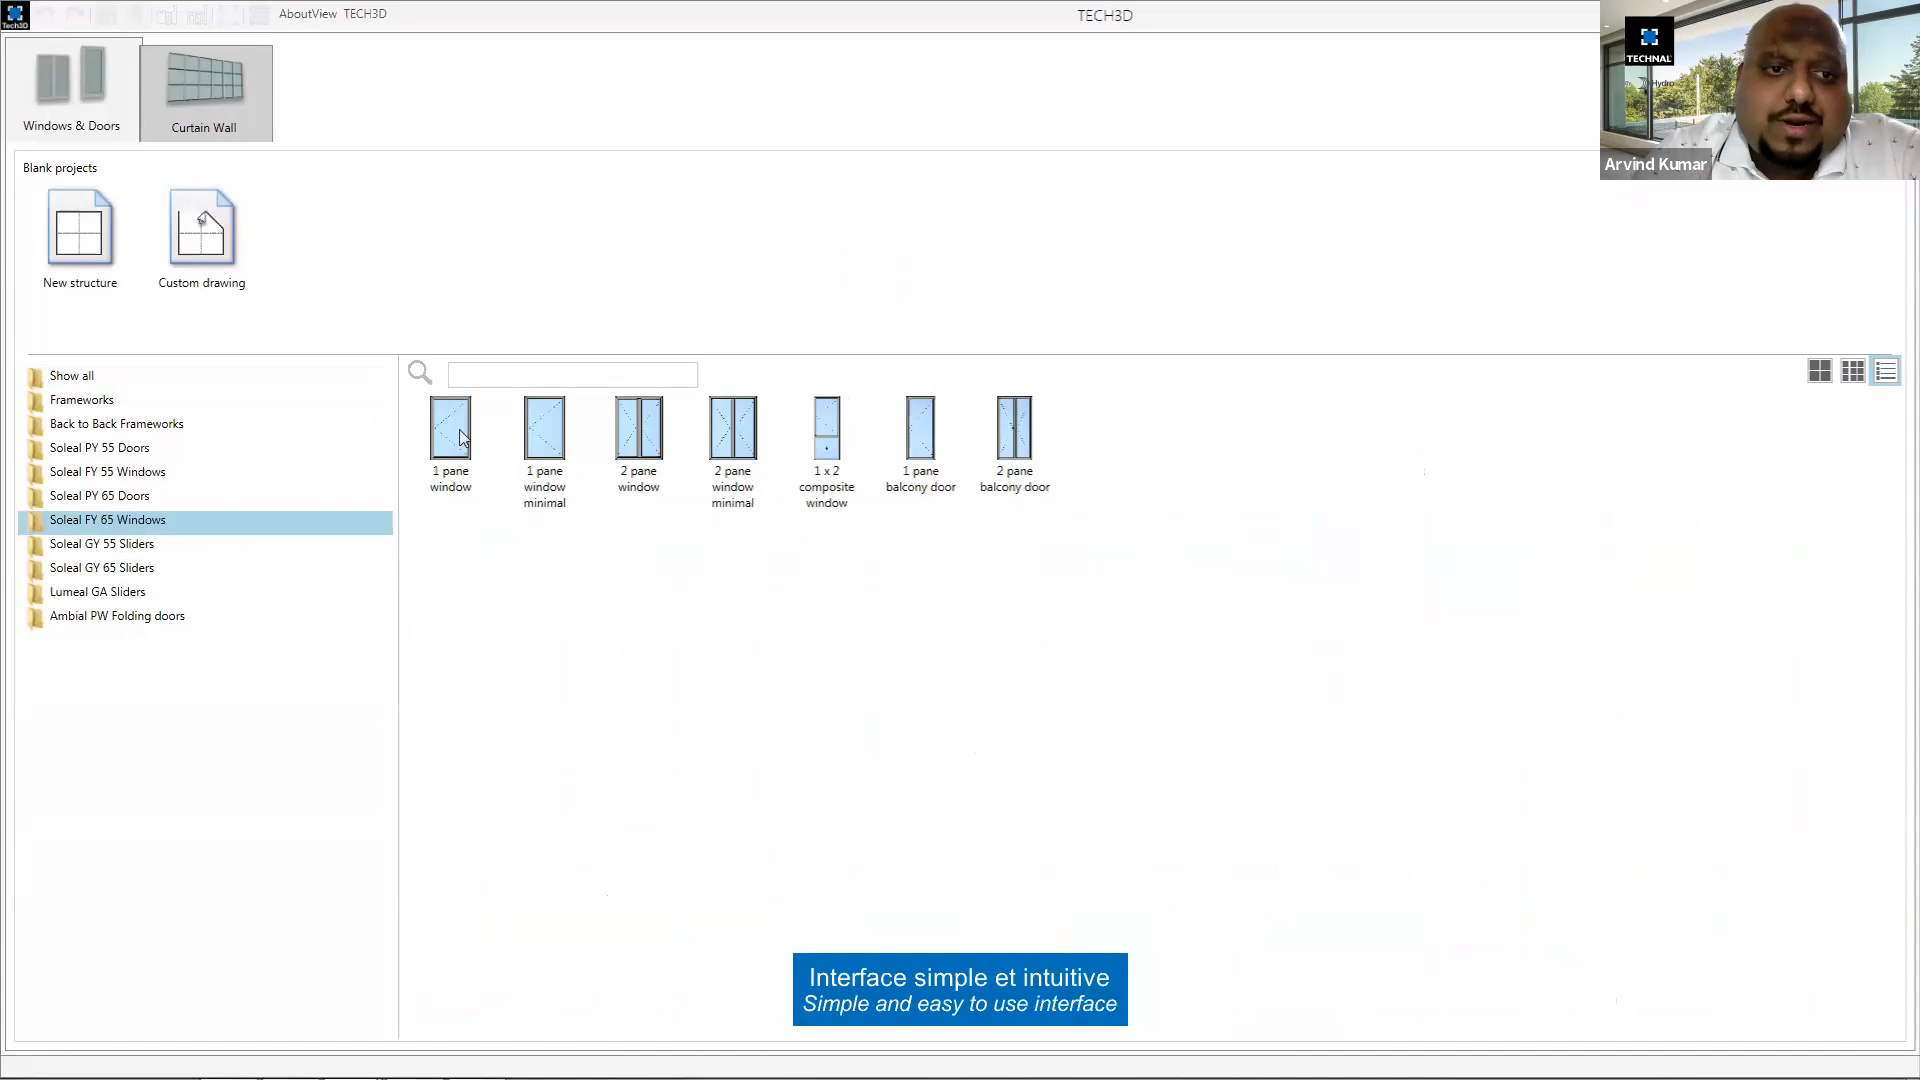 Tech3D
AboutView TECH3D
TECH3D
Windows & Doors
Curtain Wall
TECHNAL
Hydro
Arvind Kumar
Blank projects
New structure
Custom drawing
Show all
Frameworks
Back to Back Frameworks
Soleal PY 55 Doors
Soleal FY 55 Windows
Soleal PY 65 Doors
Soleal FY 65 Windows
Soleal GY 55 Sliders
Soleal GY 65 Sliders
Lumeal GA Sliders
Ambial PW Folding doors
1 pane
window
1 pane
window
minimal
2 pane
window
2 pane
window
minimal
1 x 2
composite
window
1 pane
balcony door
2 pane
balcony door
Interface simple et intuitive
Simple and easy to use interface